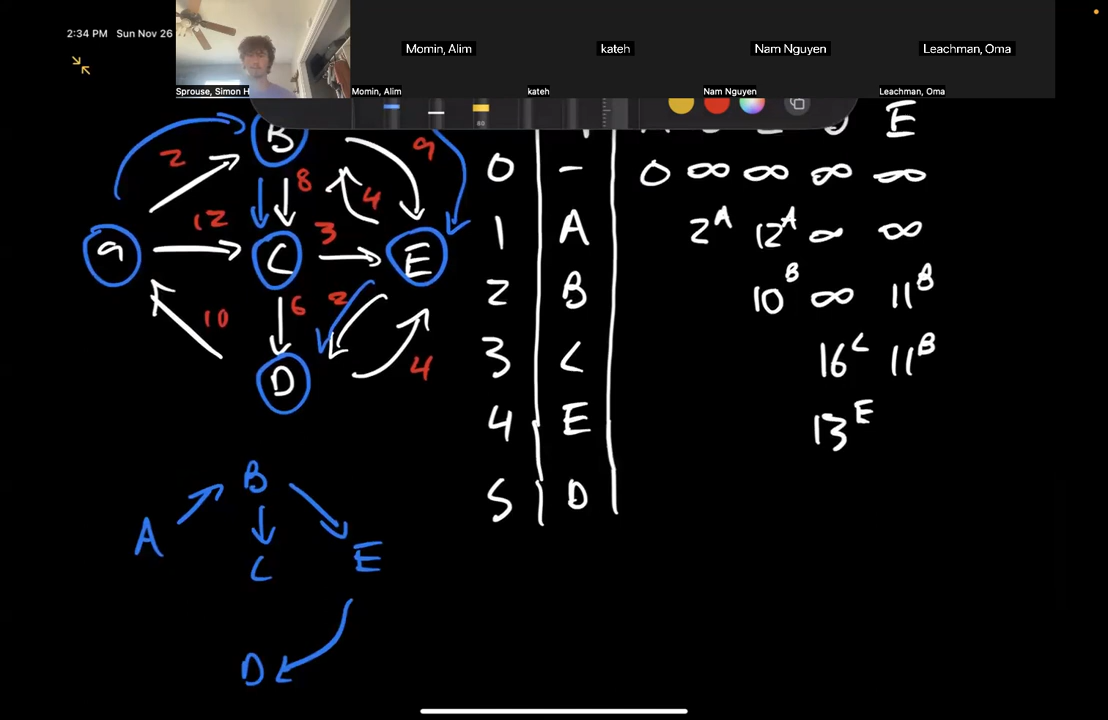 2:34 PM Sun Nov 26
Momin, Alim
kateh
Nam Nguyen
Leachman, Oma
Sprouse, Simon H
Momin, Alim
kateh
Nam Nguyen
Leachman, Oma
80
E
B
9
2
8
4
12
3
a
C
E
10
6
2
D
4
0 - 0 ∞ ∞ ∞ ∞
1 A 2^A 12^A ∞ ∞
2 B 10^B ∞ 11^B
3 C 16^C 11^B
4 E 13^E
5 D
B
A
E
C
D